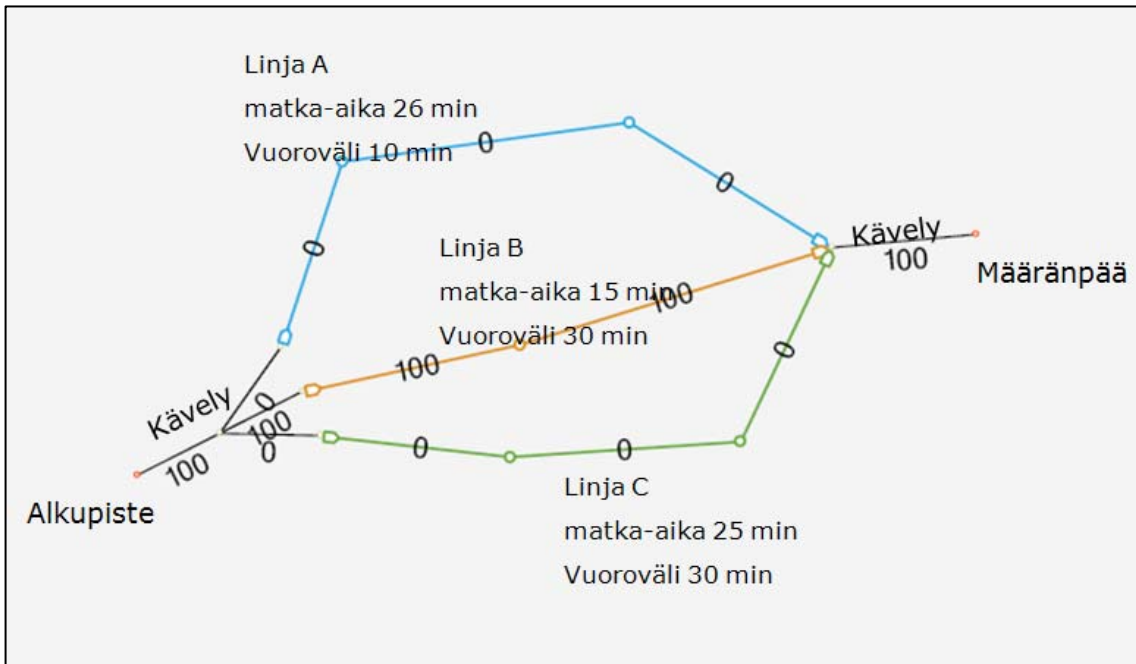 Linja A
matka-aika 26 min
Vuoroväli 10 min
0
0
0
Kävely
100
Määränpää
Linja B
matka-aika 15 min
Vuoroväli 30 min
100
100
Kävely
0
100
0
100
Alkupiste
0
0
0
Linja C
matka-aika 25 min
Vuoroväli 30 min